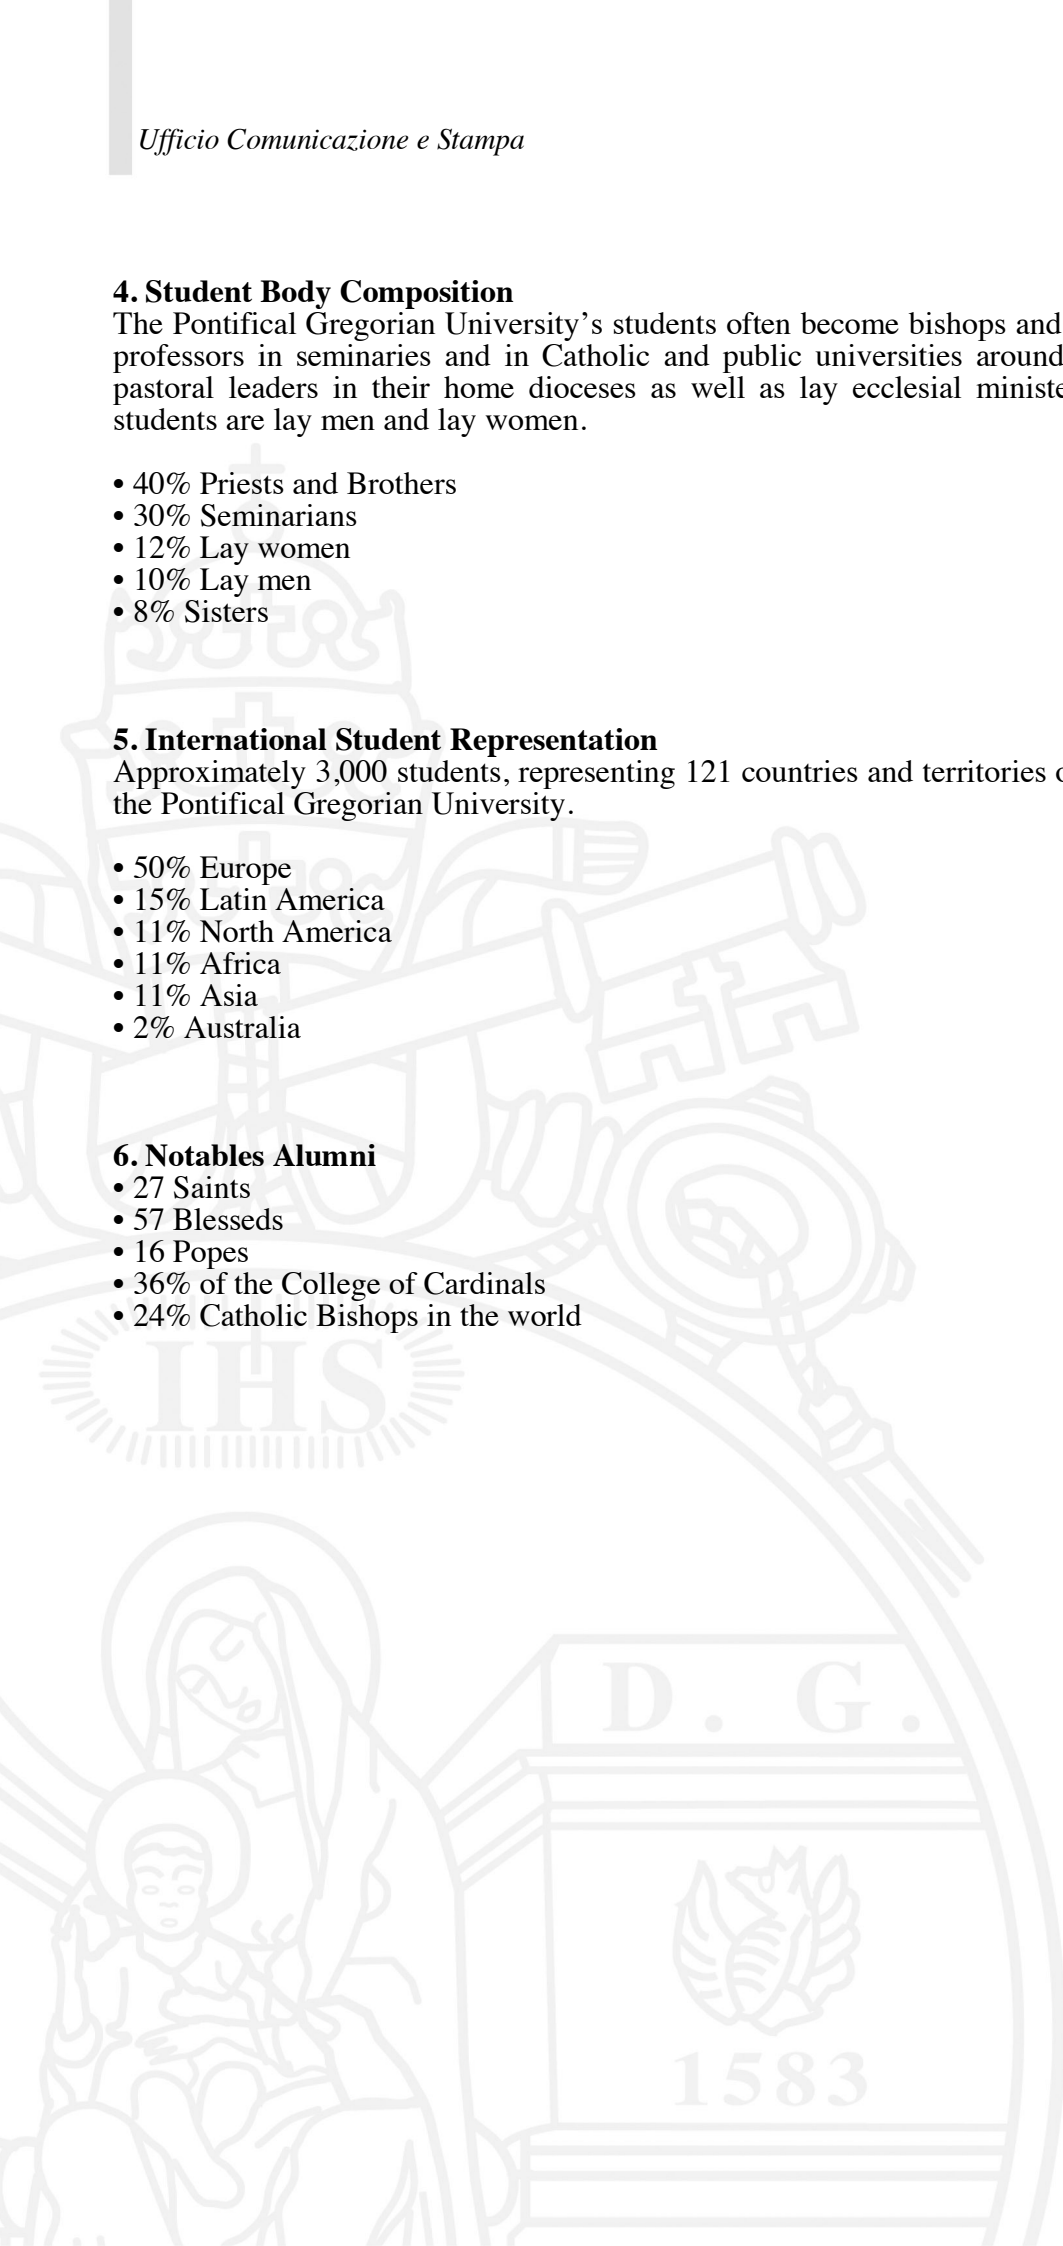 Ufficio Comunicazione e Stampa
4. Student Body Composition
The Pontifical Gregorian University’s students often become bishops and
professors in seminaries and in Catholic and public universities around
pastoral leaders in their home dioceses as well as lay ecclesial
students are lay men and lay women.
• 40% Priests and Brothers
• 30% Seminarians
• 12% Lay women
• 10% Lay men
• 8% Sisters
5. International Student Representation
Approximately 3,000 students, representing 121 countries and territories
the Pontifical Gregorian University.
• 50% Europe
• 15% Latin America
• 11% North America
• 11% Africa
• 11% Asia
• 2% Australia
6. Notables Alumni
• 27 Saints
• 57 Blesseds
• 16 Popes
• 36% of the College of Cardinals
• 24% Catholic Bishops in the world
IHS
D. G.
1583